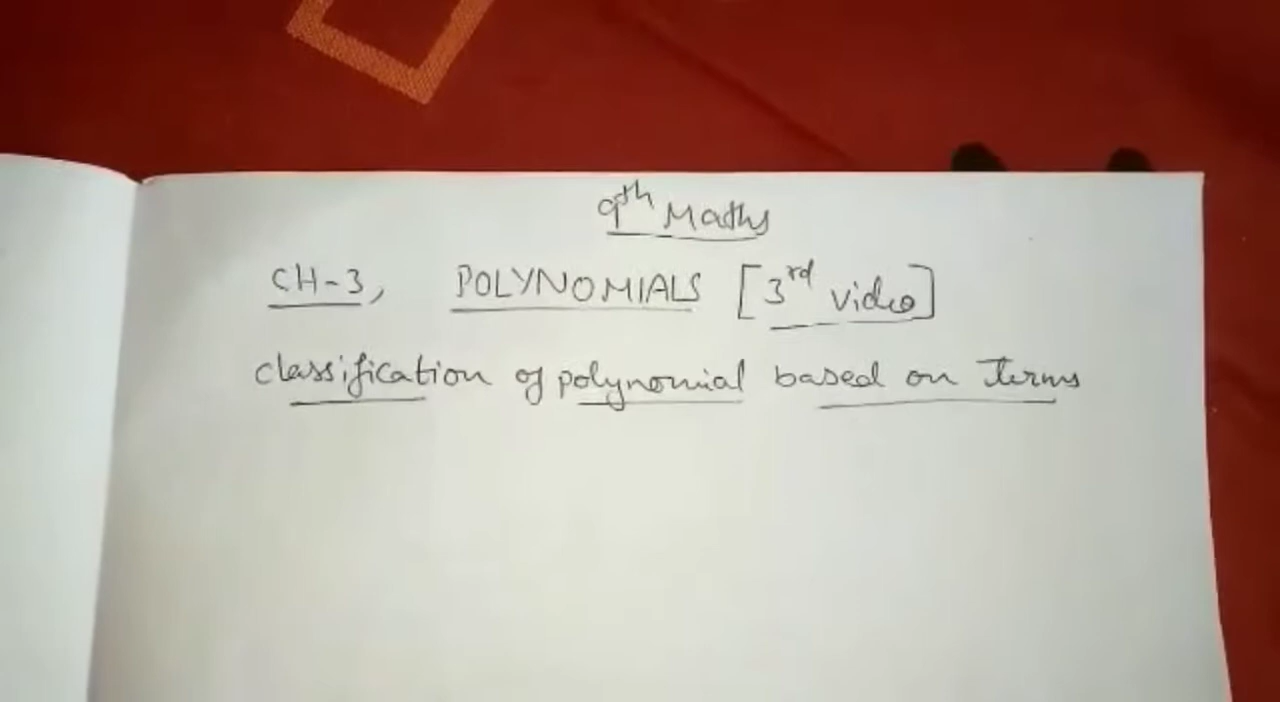 9th Maths
CH-3, POLYNOMIALS [3rd video]
classification of polynomial based on Terms